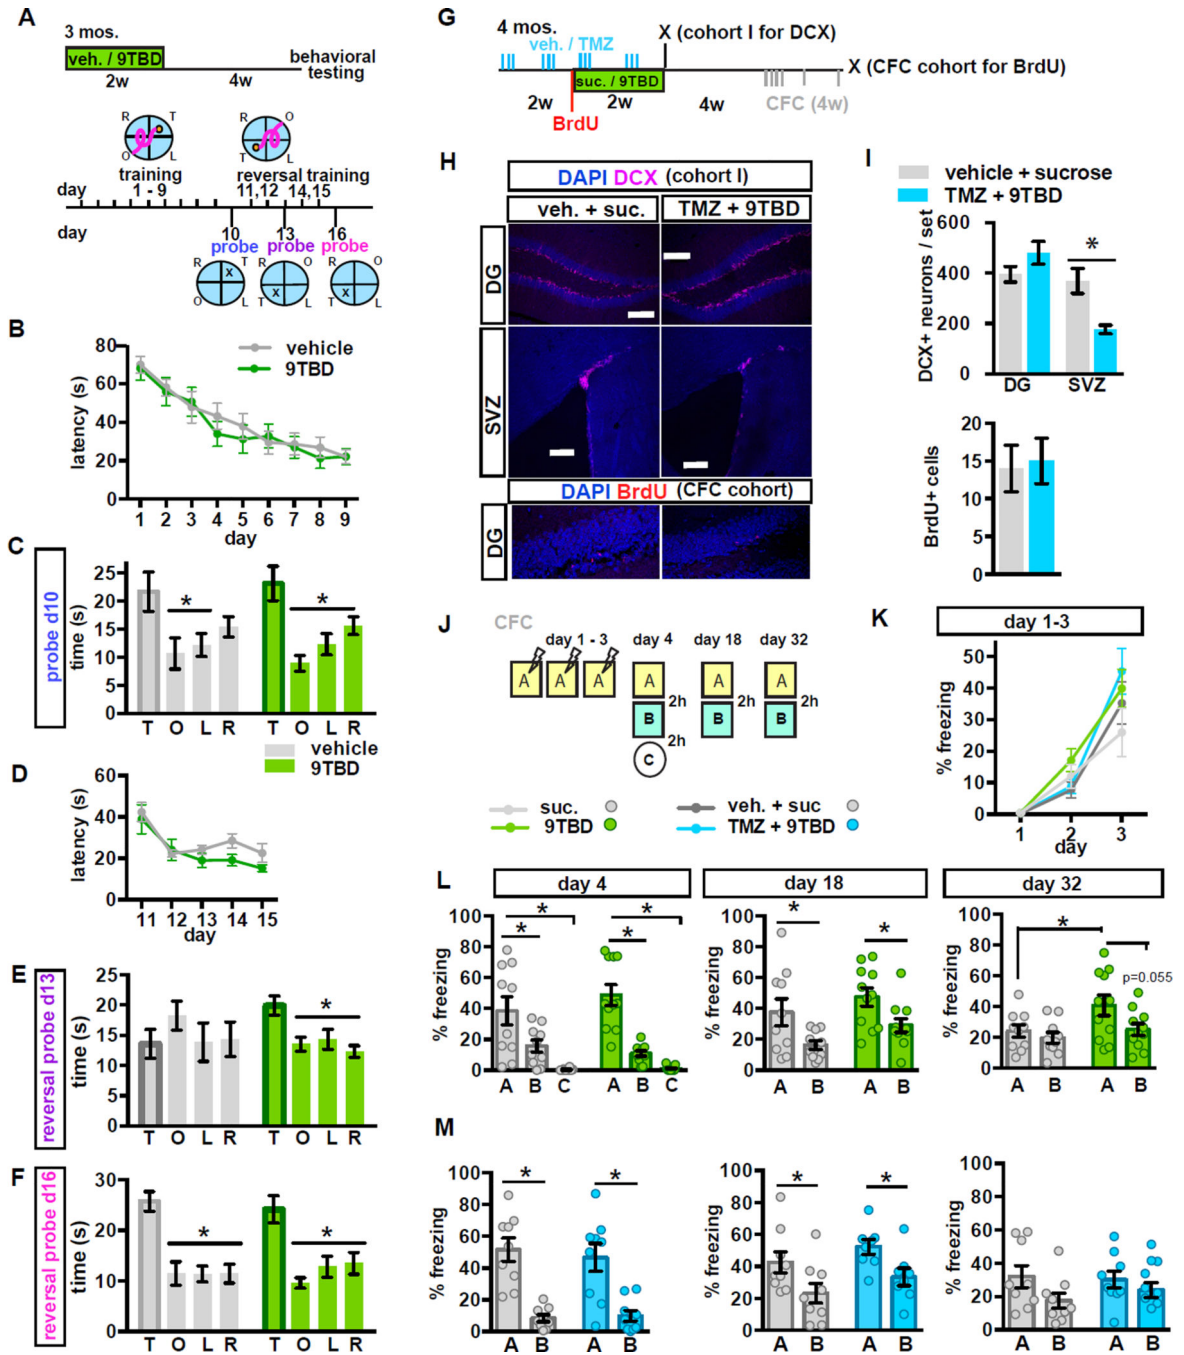 A
3 mos.
veh. / 9TBD
behavioral
testing
2w
4w
R T
O L
R O
T L
training
reversal training
day
1 - 9
11,12
14,15
day
10
13
16
probe
probe
probe
R T
x
O L
R O
x
T L
R O
x
T L
B
vehicle
9TBD
latency (s)
80
60
40
20
0
1 2 3 4 5 6 7 8 9
day
C
probe d10
time (s)
25
20
15
10
5
0
*
*
T O L R
T O L R
vehicle
9TBD
D
latency (s)
60
40
20
0
11 12 13 14 15
day
E
reversal probe d13
time (s)
25
20
15
10
5
0
*
T O L R
T O L R
F
reversal probe d16
time (s)
30
20
10
0
*
*
T O L R
T O L R
G
4 mos.
veh. / TMZ
X (cohort I for DCX)
suc. / 9TBD
X (CFC cohort for BrdU)
2w
2w
4w
CFC (4w)
BrdU
H
DAPI DCX (cohort I)
veh. + suc.
TMZ + 9TBD
DG
SVZ
DAPI BrdU (CFC cohort)
DG
I
vehicle + sucrose
TMZ + 9TBD
DCX+ neurons / set
600
400
200
0
*
DG
SVZ
BrdU+ cells
20
15
10
5
0
J
CFC
day 1 - 3
day 4
day 18
day 32
A A A
A A A
2h 2h 2h
B B B
2h
C
K
day 1-3
% freezing
50
40
30
20
10
0
1 2 3
day
suc.
9TBD
veh. + suc
TMZ + 9TBD
L
day 4
% freezing
100
80
60
40
20
0
*
*
*
*
A B C
A B C
day 18
% freezing
100
80
60
40
20
0
*
*
A B
A B
day 32
% freezing
100
80
60
40
20
0
*
p=0.055
A B
A B
M
% freezing
100
80
60
40
20
0
*
*
A B
A B
% freezing
100
80
60
40
20
0
*
*
A B
A B
% freezing
100
80
60
40
20
0
A B
A B